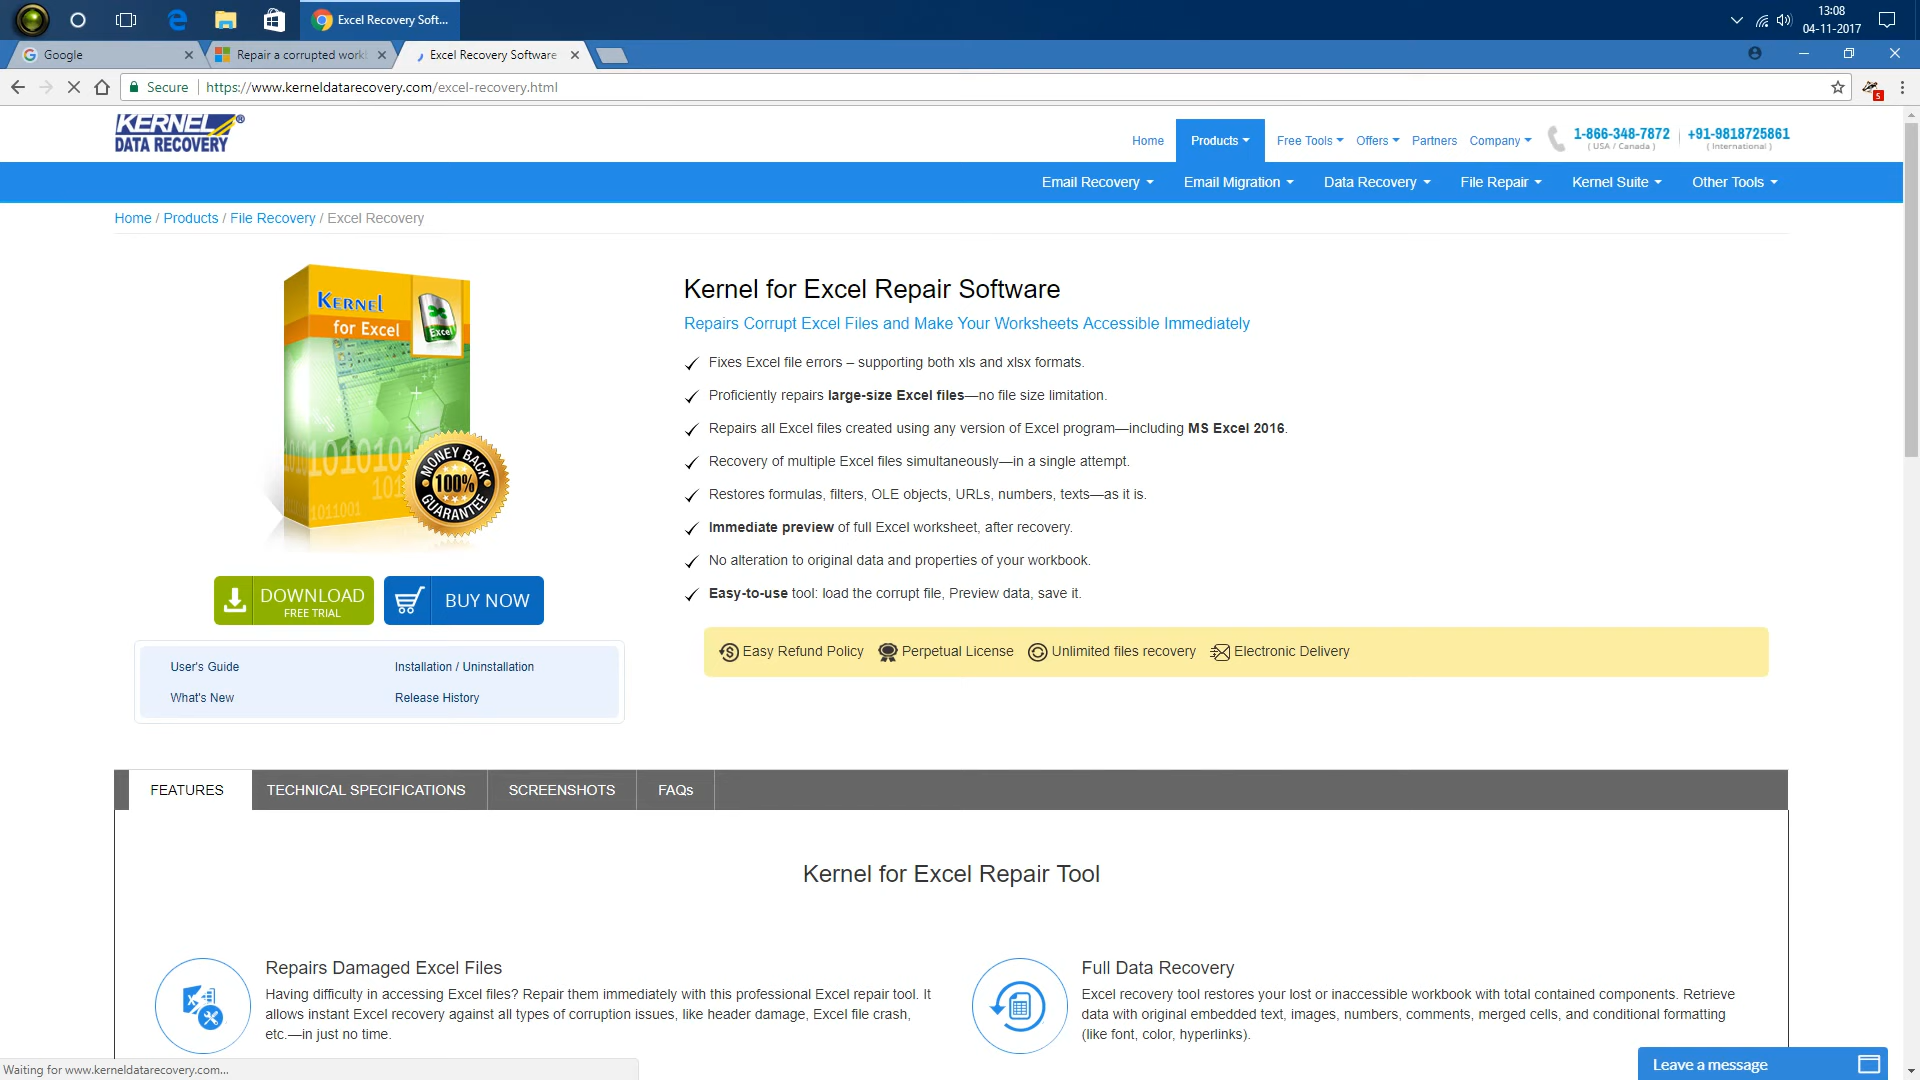 Excel Recovery Soft...
13:08
04-11-2017
Google
Repair a corrupted work
Excel Recovery Software
Secure
https://www.kerneldatarecovery.com/excel-recovery.html
5
KERNEL®
DATA RECOVERY
Home
Products
Free Tools
Offers
Partners
Company
1-866-348-7872
( USA / Canada )
+91-9818725861
( International )
Email Recovery
Email Migration
Data Recovery
File Repair
Kernel Suite
Other Tools
Home / Products / File Recovery / Excel Recovery
KERNEL
for Excel
Excel
MONEY BACK
100%
GUARANTEE
Kernel for Excel Repair Software
Repairs Corrupt Excel Files and Make Your Worksheets Accessible Immediately
Fixes Excel file errors – supporting both xls and xlsx formats.
Proficiently repairs large-size Excel files—no file size limitation.
Repairs all Excel files created using any version of Excel program—including MS Excel 2016.
Recovery of multiple Excel files simultaneously—in a single attempt.
Restores formulas, filters, OLE objects, URLs, numbers, texts—as it is.
Immediate preview of full Excel worksheet, after recovery.
No alteration to original data and properties of your workbook.
Easy-to-use tool: load the corrupt file, Preview data, save it.
DOWNLOAD
FREE TRIAL
BUY NOW
Easy Refund Policy
Perpetual License
Unlimited files recovery
Electronic Delivery
User's Guide
Installation / Uninstallation
What's New
Release History
FEATURES
TECHNICAL SPECIFICATIONS
SCREENSHOTS
FAQs
Kernel for Excel Repair Tool
Repairs Damaged Excel Files
Having difficulty in accessing Excel files? Repair them immediately with this professional Excel repair tool. It
allows instant Excel recovery against all types of corruption issues, like header damage, Excel file crash,
etc.—in just no time.
Full Data Recovery
Excel recovery tool restores your lost or inaccessible workbook with total contained components. Retrieve
data with original embedded text, images, numbers, comments, merged cells, and conditional formatting
(like font, color, hyperlinks).
Waiting for www.kerneldatarecovery.com...
Leave a message